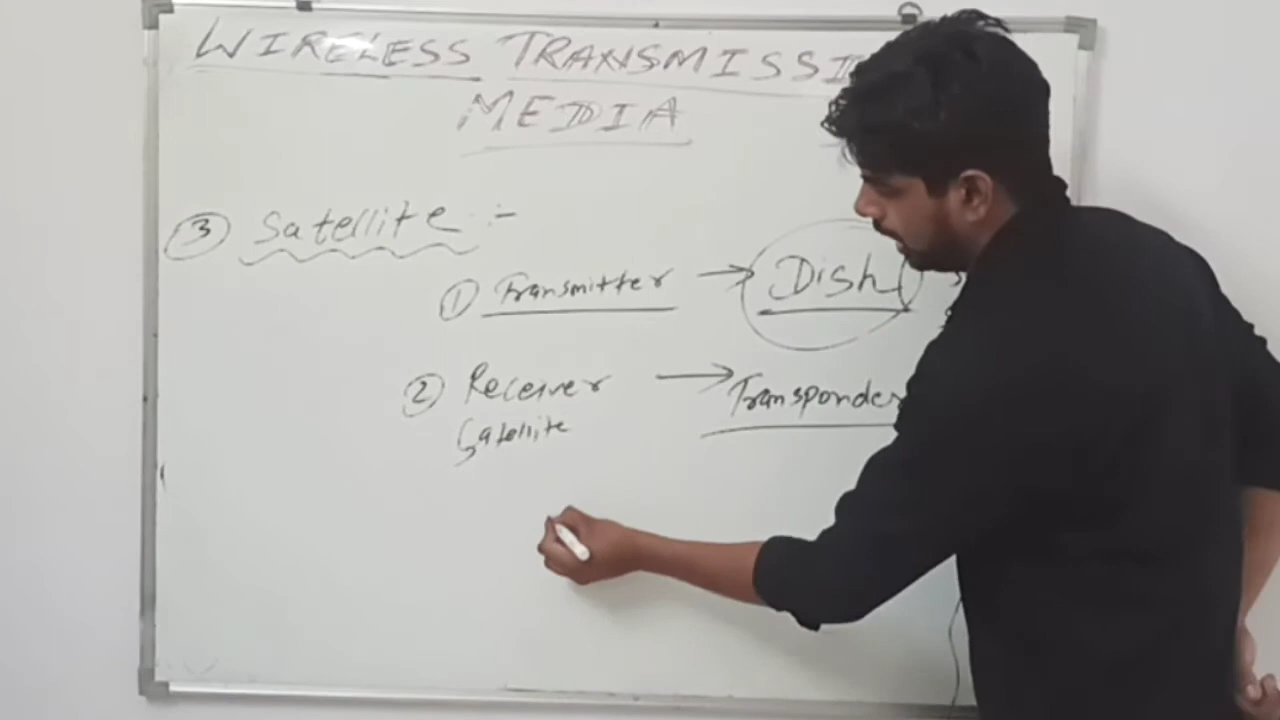 WIRELESS TRANSMISSI
MEDIA
③ Satellite :-
① Transmitter → Dish
② Receiver → Transponder
Satellite